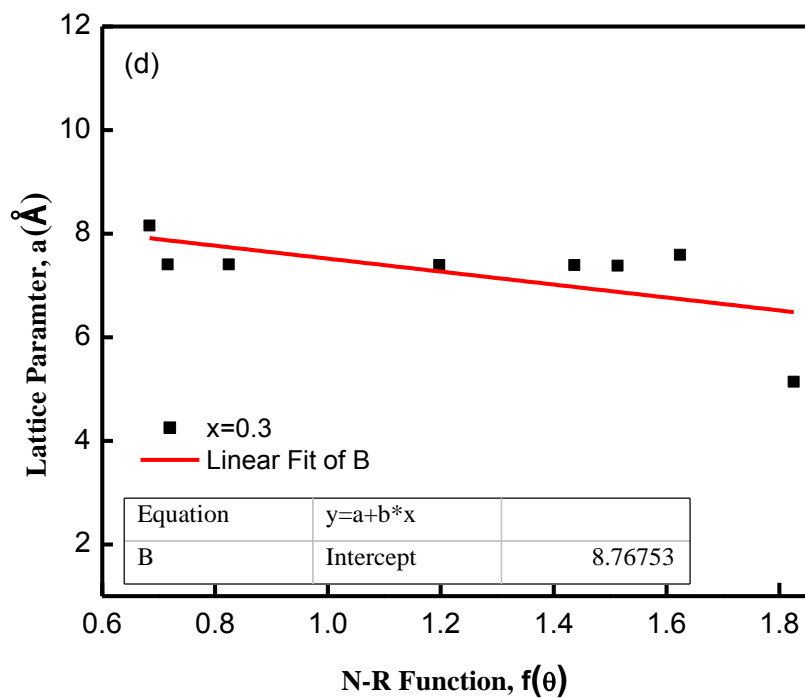 12
(d)
10
8
6
4
2
Lattice Paramter, a(Å)
x=0.3
Linear Fit of B
Equation y=a+b*x
B Intercept 8.76753
0.6 0.8 1.0 1.2 1.4 1.6 1.8
N-R Function, f(θ)